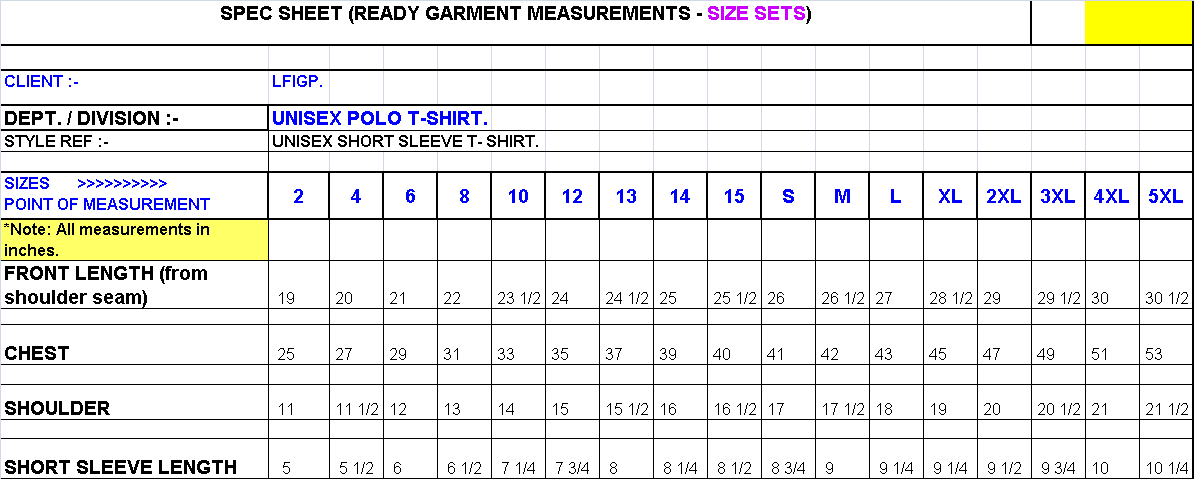 SPEC SHEET (READY GARMENT MEASUREMENTS - SIZE SETS)
CLIENT :- LFIGP.
DEPT. / DIVISION :- UNISEX POLO T-SHIRT.
STYLE REF :- UNISEX SHORT SLEEVE T- SHIRT.
SIZES >>>>>>>>>>
POINT OF MEASUREMENT 2 4 6 8 10 12 13 14 15 S M L XL 2XL 3XL 4XL 5XL
*Note: All measurements in
inches.
FRONT LENGTH (from
shoulder seam) 19 20 21 22 23 1/2 24 24 1/2 25 25 1/2 26 26 1/2 27 28 1/2 29 29 1/2 30 30 1/2
CHEST 25 27 29 31 33 35 37 39 40 41 42 43 45 47 49 51 53
SHOULDER 11 11 1/2 12 13 14 15 15 1/2 16 16 1/2 17 17 1/2 18 19 20 20 1/2 21 21 1/2
SHORT SLEEVE LENGTH 5 5 1/2 6 6 1/2 7 1/4 7 3/4 8 8 1/4 8 1/2 8 3/4 9 9 1/4 9 1/4 9 1/2 9 3/4 10 10 1/4